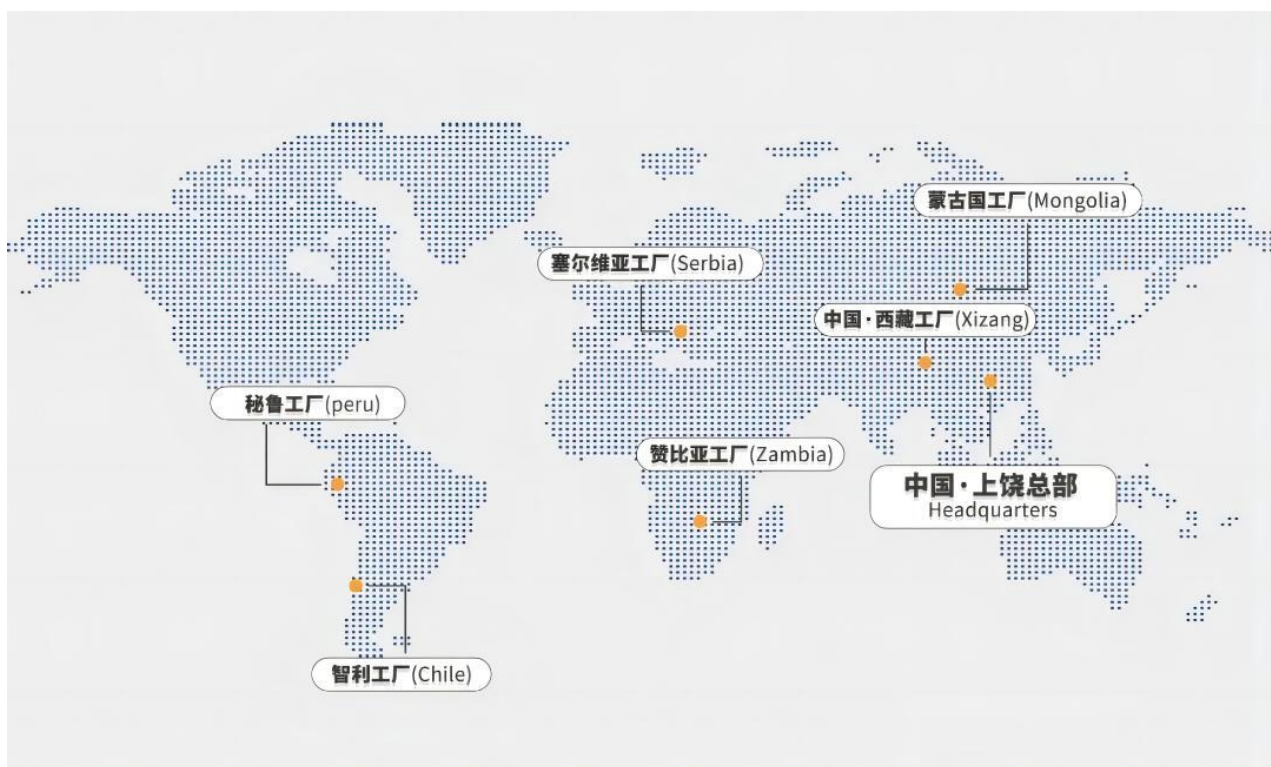 蒙古国工厂(Mongolia)
塞尔维亚工厂(Serbia)
中国·西藏工厂(Xizang)
秘鲁工厂(peru)
赞比亚工厂(Zambia)
中国·上饶总部
Headquarters
智利工厂(Chile)